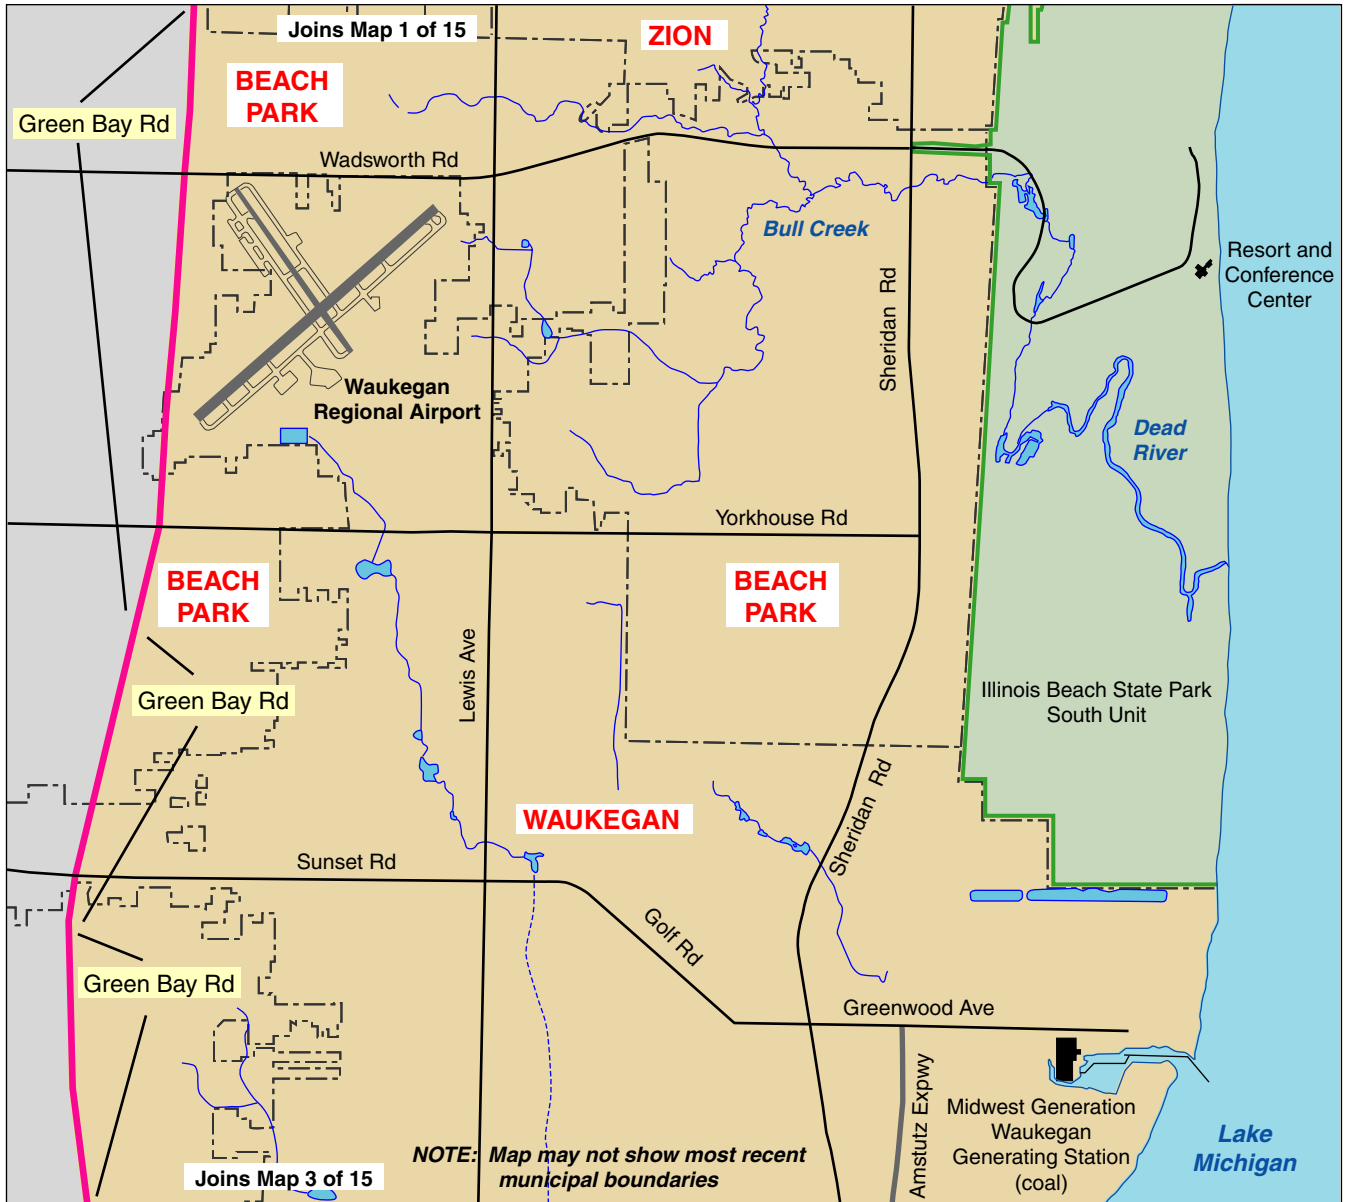 Joins Map 1 of 15
ZION
BEACH
PARK
Green Bay Rd
Wadsworth Rd
Bull Creek
Resort and
Conference
Center
Sheridan Rd
Waukegan
Regional Airport
Dead
River
Yorkhouse Rd
BEACH
PARK
BEACH
PARK
Lewis Ave
Green Bay Rd
Illinois Beach State Park
South Unit
Sheridan Rd
WAUKEGAN
Sunset Rd
Golf Rd
Green Bay Rd
Greenwood Ave
Amstutz Expwy
Midwest Generation
Waukegan
Generating Station
(coal)
Lake
Michigan
NOTE: Map may not show most recent
municipal boundaries
Joins Map 3 of 15